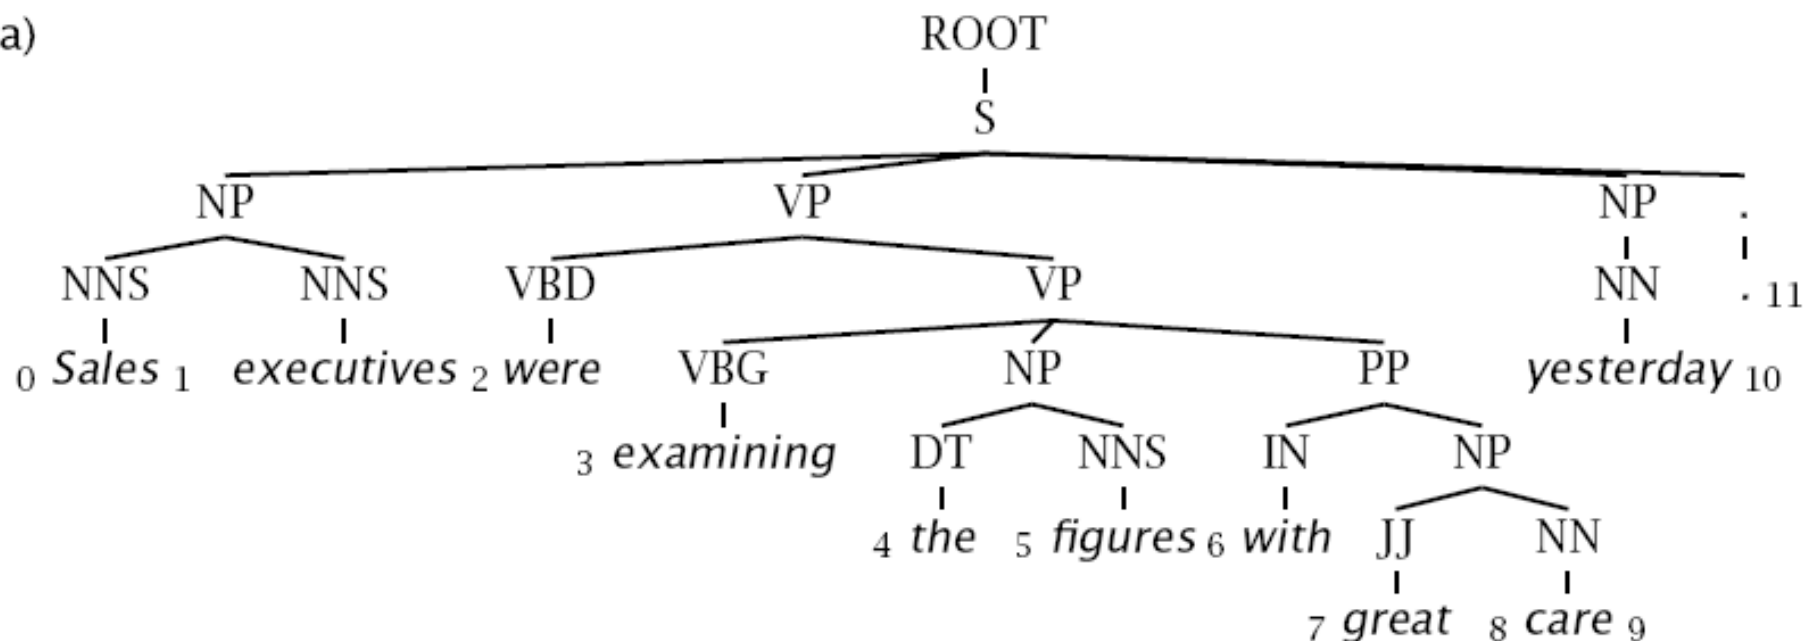 a) ROOT
S
NP VP NP .
NNS NNS VBD VP NN . 11
0 Sales 1 executives 2 were VBG NP PP yesterday 10
3 examining DT NNS IN NP
4 the 5 figures 6 with JJ NN
7 great 8 care 9